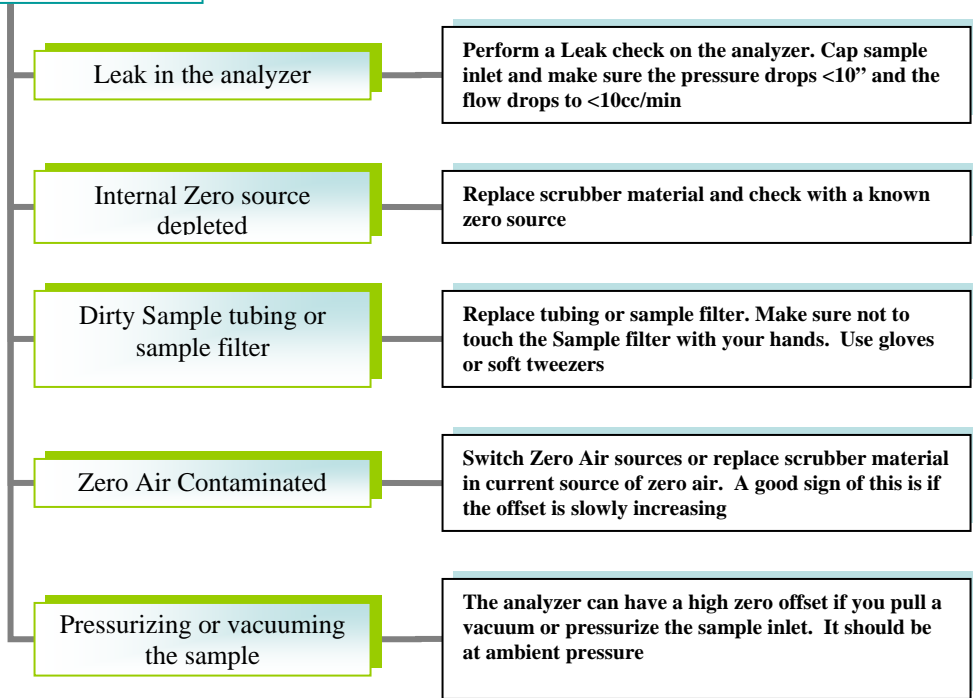 Leak in the analyzer
Perform a Leak check on the analyzer. Cap sample
inlet and make sure the pressure drops <10” and the
flow drops to <10cc/min
Internal Zero source
depleted
Replace scrubber material and check with a known
zero source
Dirty Sample tubing or
sample filter
Replace tubing or sample filter. Make sure not to
touch the Sample filter with your hands.  Use gloves
or soft tweezers
Zero Air Contaminated
Switch Zero Air sources or replace scrubber material
in current source of zero air.  A good sign of this is if
the offset is slowly increasing
Pressurizing or vacuuming
the sample
The analyzer can have a high zero offset if you pull a
vacuum or pressurize the sample inlet.  It should be
at ambient pressure